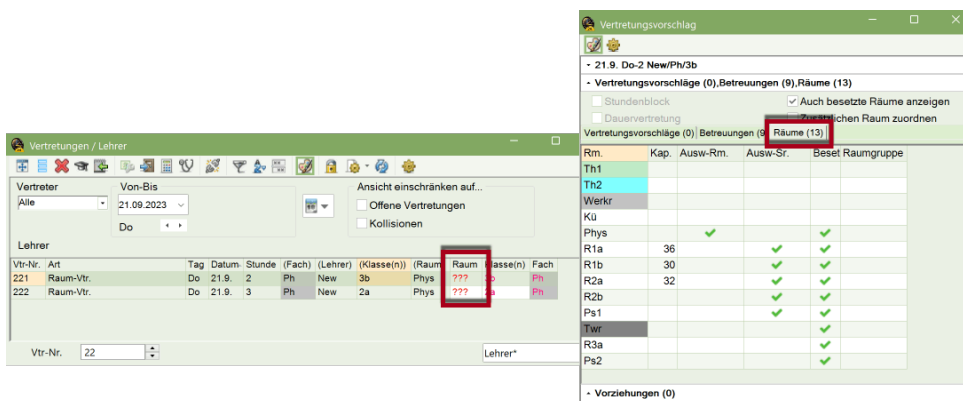 Vertretungen / Lehrer
Vertreter
Von-Bis
Ansicht einschränken auf...
Alle
21.09.2023
Offene Vertretungen
Do
Kollisionen
Lehrer
Vtr-Nr. Art Tag Datum Stunde (Fach) (Lehrer) (Klasse(n)) (Raum Raum Klasse(n) Fach
221 Raum-Vtr. Do 21.9. 2 Ph New 3b Phys ??? Ph
222 Raum-Vtr. Do 21.9. 3 Ph New 2a Phys ??? Ph
Vtr-Nr. 22 Lehrer*
Vertretungsvorschlag
21.9. Do-2 New/Ph/3b
Vertretungsvorschläge (0),Betreuungen (9),Räume (13)
Stundenblock
Auch besetzte Räume anzeigen
Dauervertretung
Zusätzlichen Raum zuordnen
Vertretungsvorschläge (0) Betreuungen (9 Räume (13)
Rm. Kap. Ausw-Rm. Ausw-Sr. Beset Raumgruppe
Th1
Th2
Werkr
Kü
Phys
R1a 36
R1b 30
R2a 32
R2b
Ps1
Twr
R3a
Ps2
Vorziehungen (0)